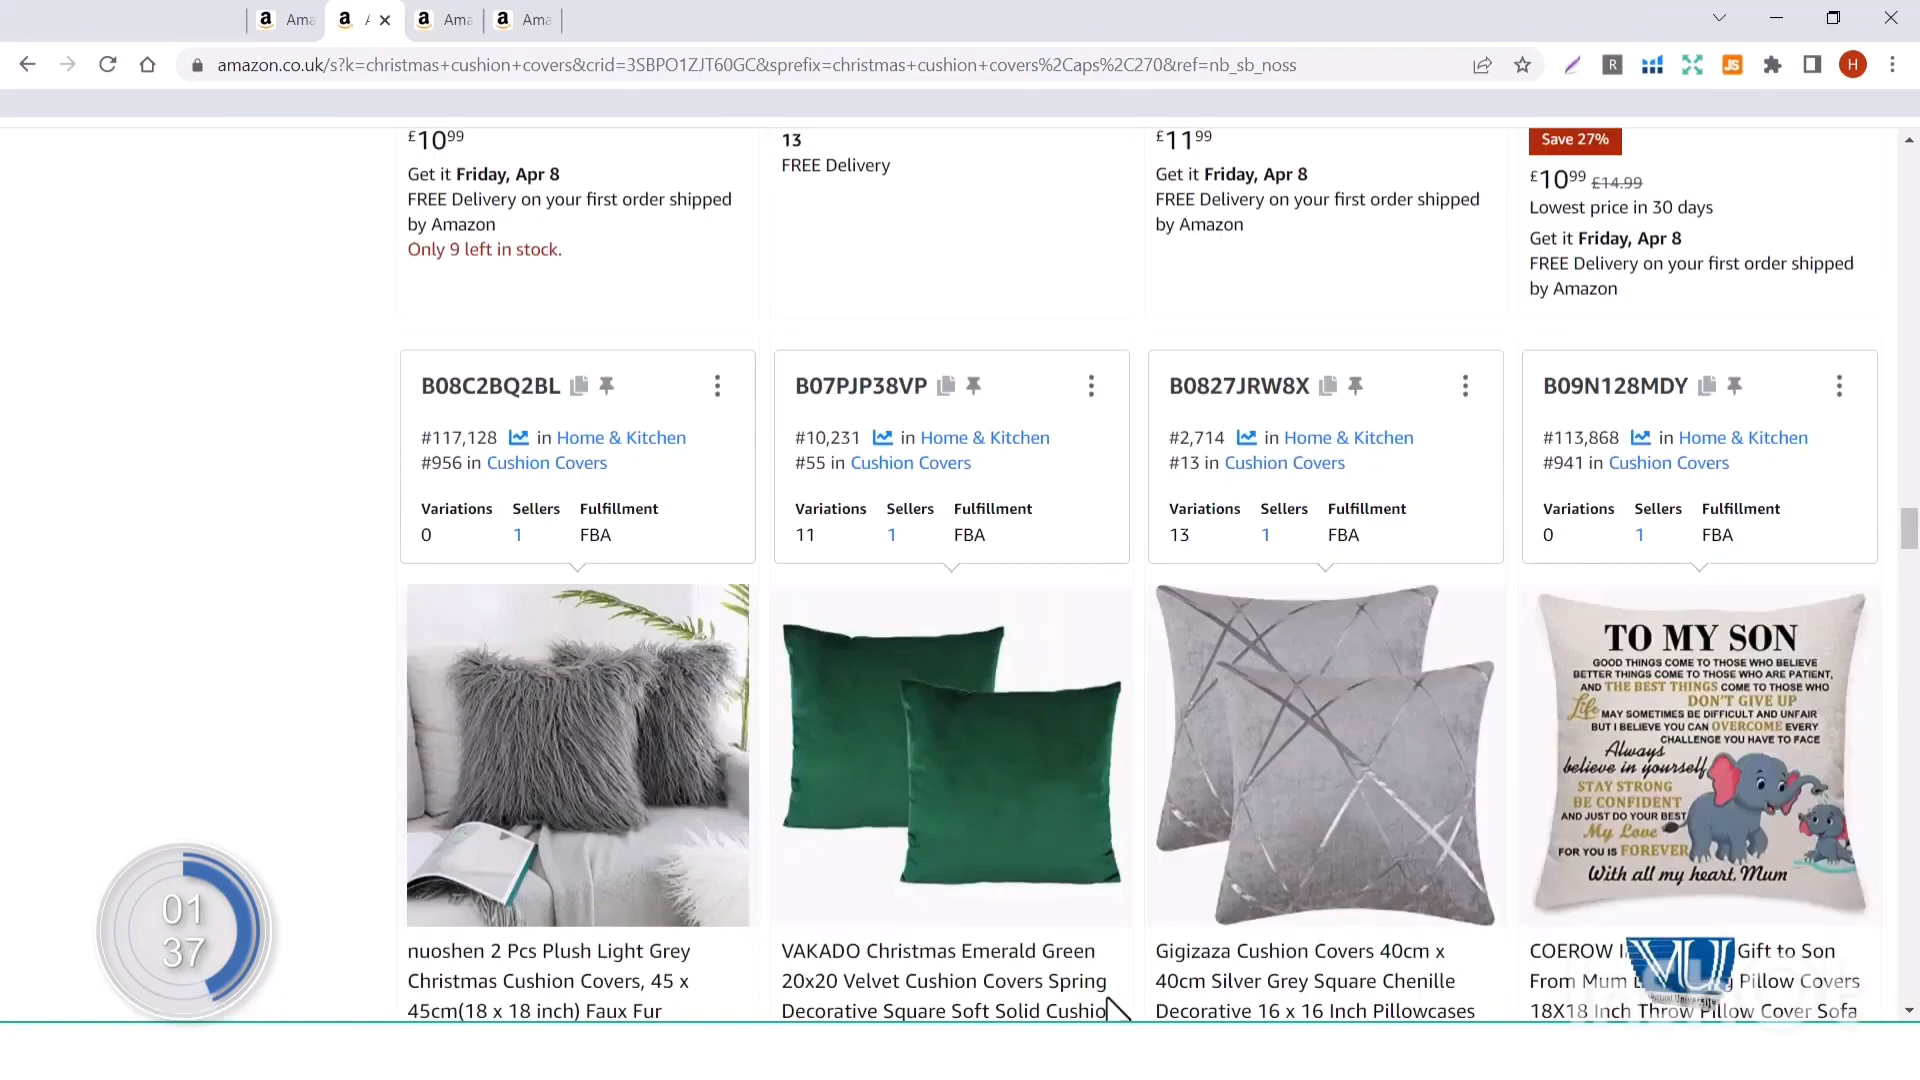 Ama
A
Ama
Ama
amazon.co.uk/s?k=christmas+cushion+covers&crid=3SBPO1ZJT60GC&sprefix=christmas+cushion+covers%2Caps%2C270&ref=nb_sb_noss
R
JS
H
£10⁹⁹
Get it Friday, Apr 8
FREE Delivery on your first order shipped
by Amazon
Only 9 left in stock.
13
FREE Delivery
£11⁹⁹
Get it Friday, Apr 8
FREE Delivery on your first order shipped
by Amazon
Save 27%
£10⁹⁹ £14.99
Lowest price in 30 days
Get it Friday, Apr 8
FREE Delivery on your first order shipped
by Amazon
B08C2BQ2BL
#117,128 in Home & Kitchen
#956 in Cushion Covers
Variations Sellers Fulfillment
0 1 FBA
B07PJP38VP
#10,231 in Home & Kitchen
#55 in Cushion Covers
Variations Sellers Fulfillment
11 1 FBA
B0827JRW8X
#2,714 in Home & Kitchen
#13 in Cushion Covers
Variations Sellers Fulfillment
13 1 FBA
B09N128MDY
#113,868 in Home & Kitchen
#941 in Cushion Covers
Variations Sellers Fulfillment
0 1 FBA
TO MY SON
GOOD THINGS COME TO THOSE WHO BELIEVE
BETTER THINGS COME TO THOSE WHO ARE PATIENT,
AND THE BEST THINGS COME TO THOSE WHO
DON'T GIVE UP
Life MAY SOMETIMES BE DIFFICULT AND UNFAIR
BUT I BELIEVE YOU CAN OVERCOME EVERY
CHALLENGE YOU HAVE TO FACE
Always
believe in yourself
STAY STRONG
BE CONFIDENT
AND JUST DO YOUR BEST
My Love
FOR YOU IS FOREVER
With all my heart, Mum
nuoshen 2 Pcs Plush Light Grey
Christmas Cushion Covers, 45 x
45cm(18 x 18 inch) Faux Fur
VAKADO Christmas Emerald Green
20x20 Velvet Cushion Covers Spring
Decorative Square Soft Solid Cushio
Gigizaza Cushion Covers 40cm x
40cm Silver Grey Square Chenille
Decorative 16 x 16 Inch Pillowcases
COEROW Gift to Son
From Mum Pillow Covers
18X18 Inch Throw Pillow Cover Sofa
VU
01
37